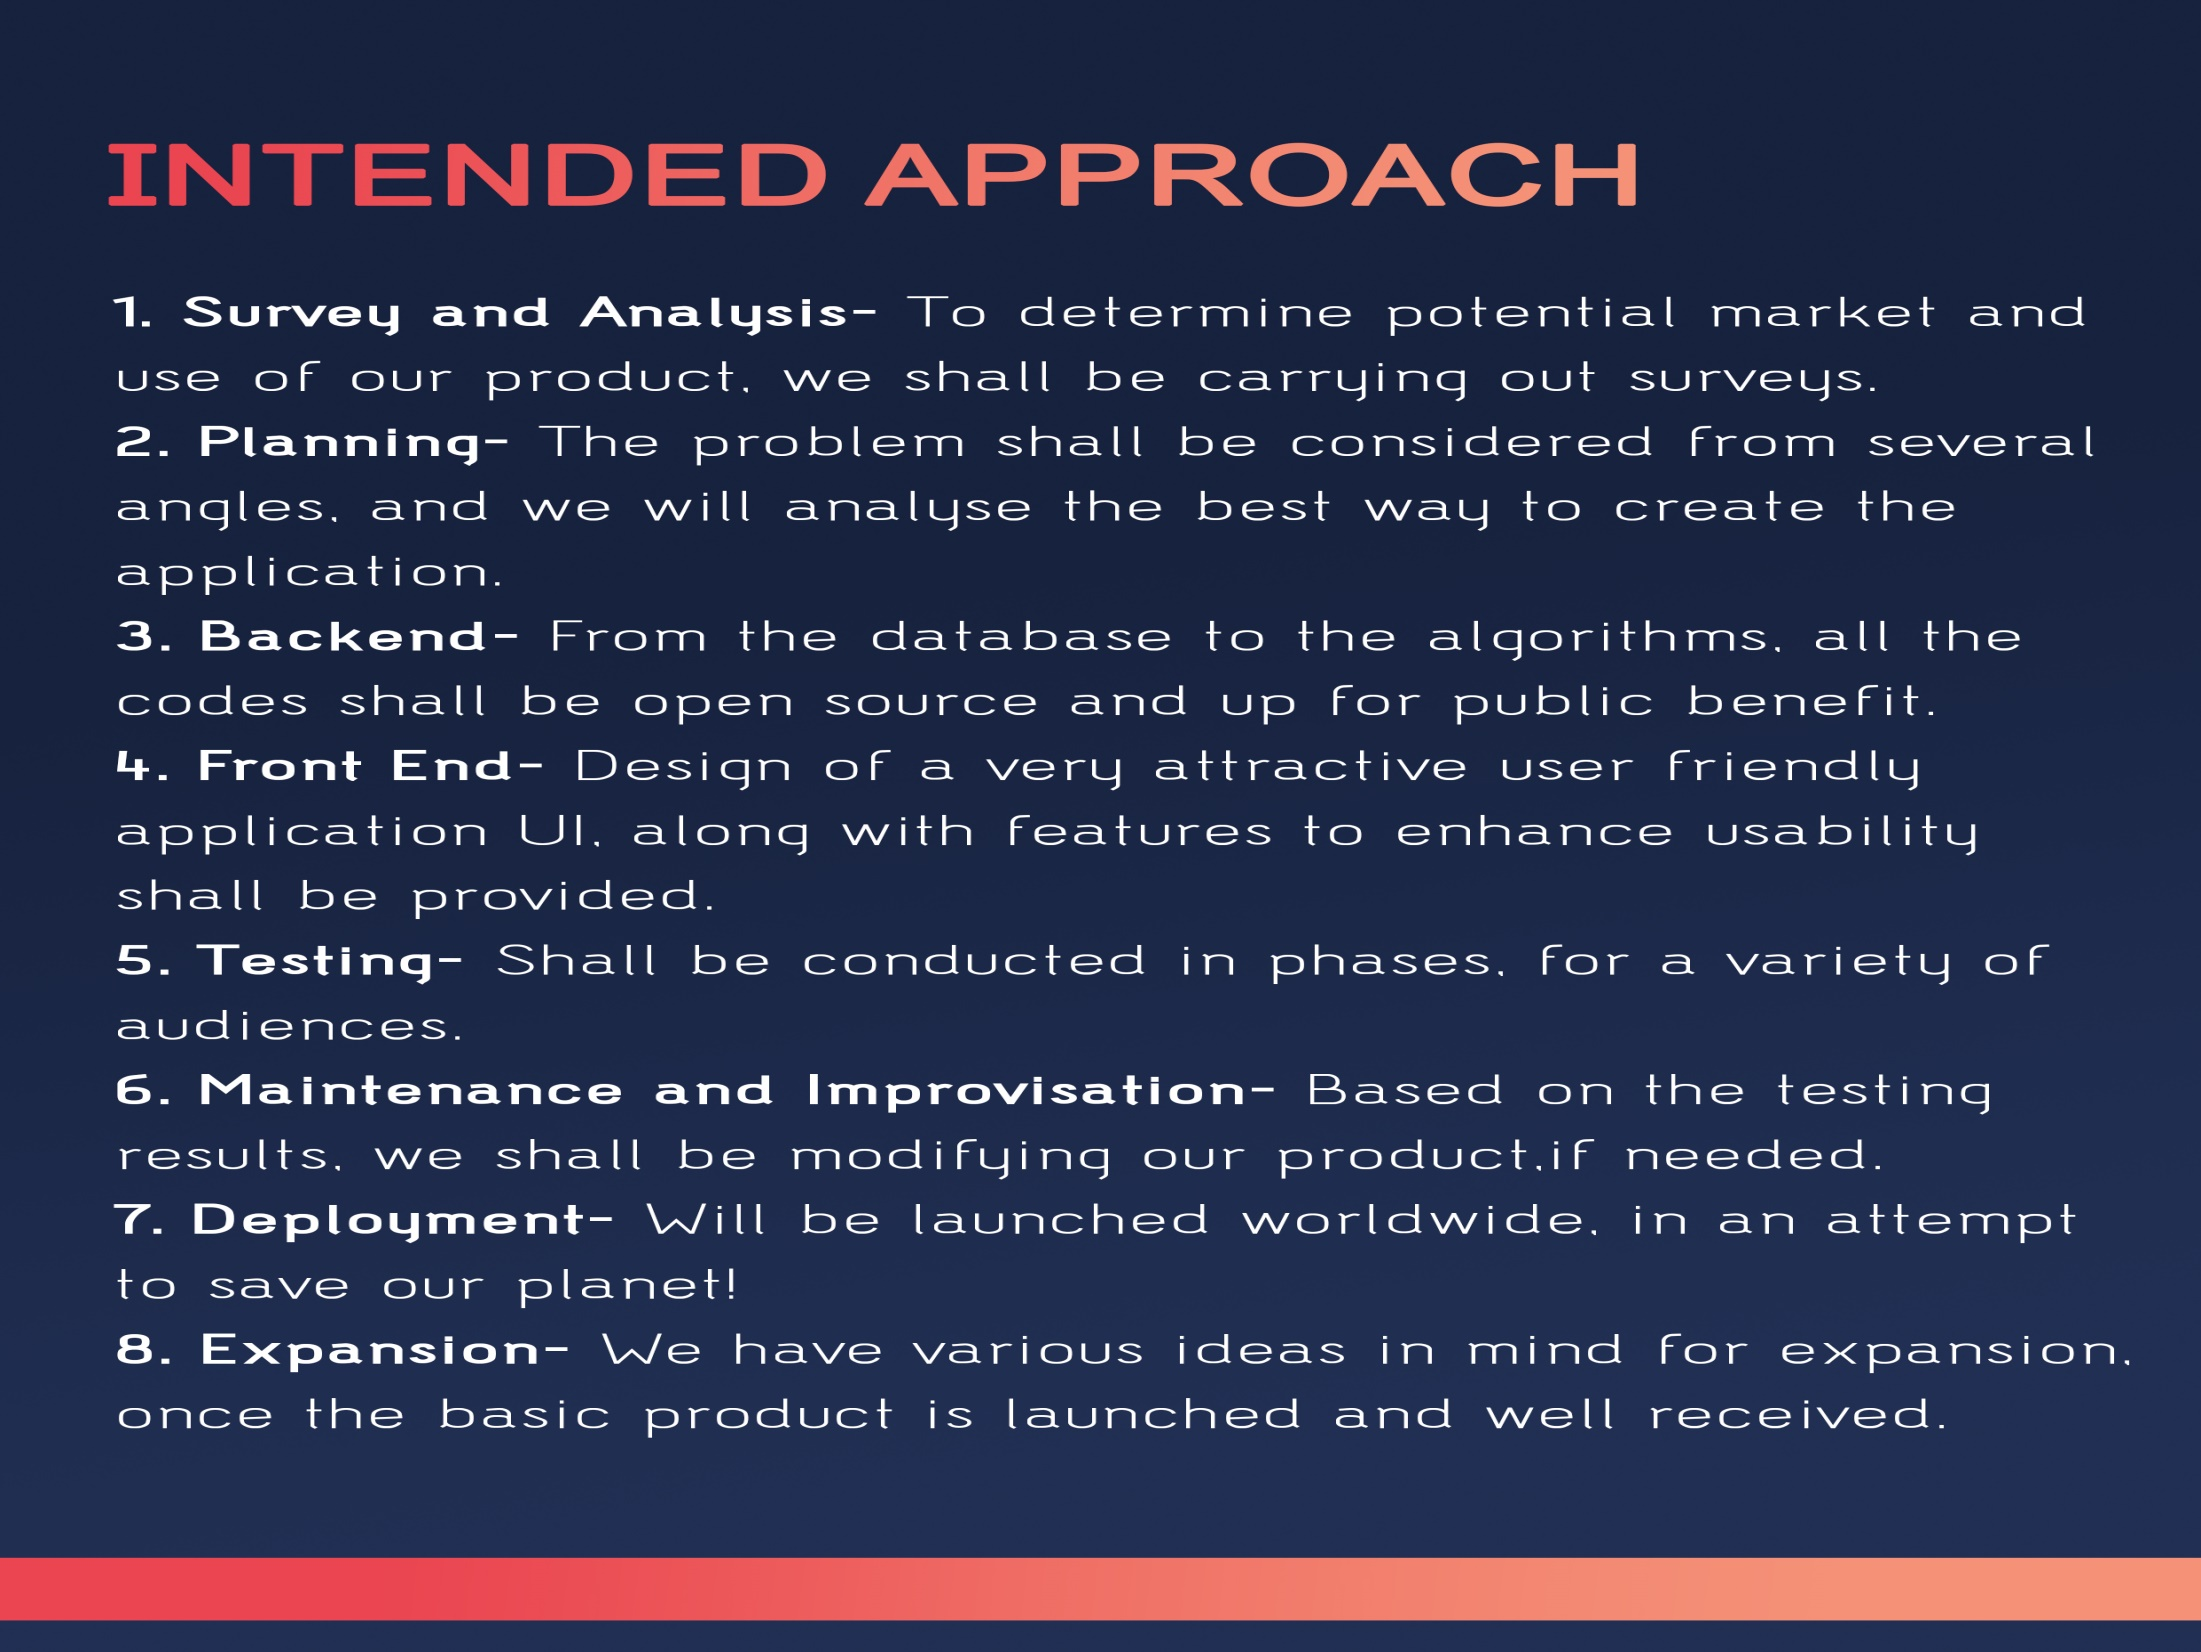 INTENDED APPROACH
1. Survey and Analysis- To determine potential market and
use of our product, we shall be carrying out surveys.
2. Planning- The problem shall be considered from several
angles, and we will analyse the best way to create the
application.
3. Backend- From the database to the algorithms, all the
codes shall be open source and up for public benefit.
4. Front End- Design of a very attractive user friendly
application UI, along with features to enhance usability
shall be provided.
5. Testing- Shall be conducted in phases, for a variety of
audiences.
6. Maintenance and Improvisation- Based on the testing
results, we shall be modifying our product,if needed.
7. Deployment- Will be launched worldwide, in an attempt
to save our planet!
8. Expansion- We have various ideas in mind for expansion,
once the basic product is launched and well received.